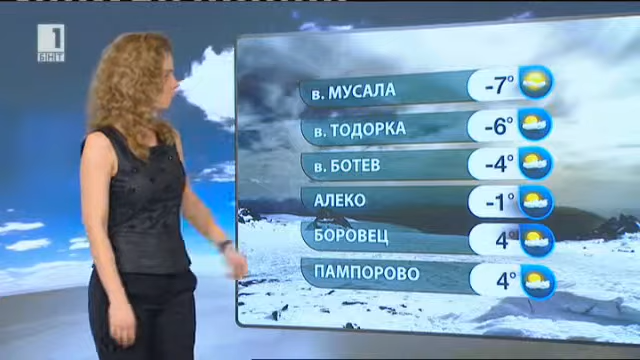 1
БНТ
в. МУСАЛА -7°
в. ТОДОРКА -6°
в. БОТЕВ -4°
АЛЕКО -1°
БОРОВЕЦ 4°
ПАМПОРОВО 4°